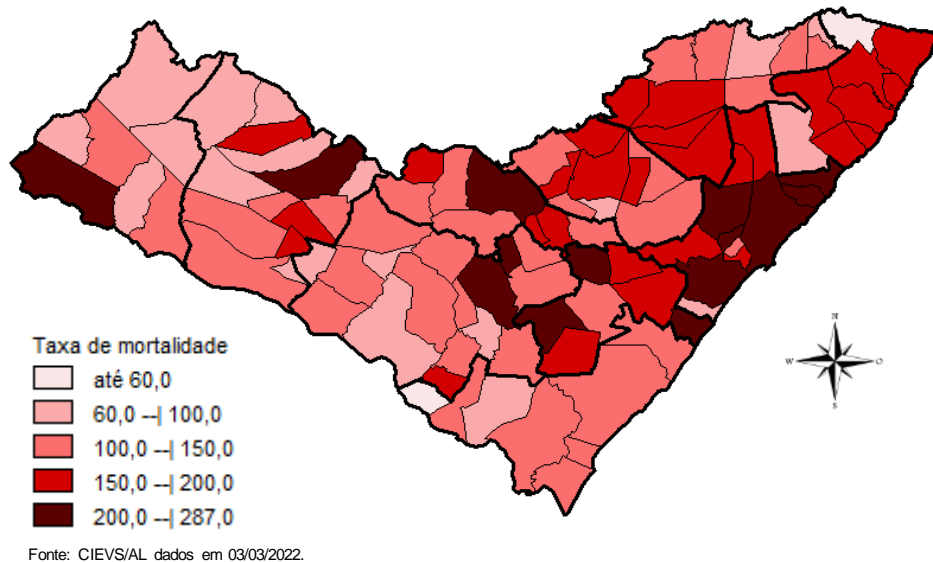 Taxa de mortalidade
até 60,0
60,0 --| 100,0
100,0 --| 150,0
150,0 --| 200,0
200,0 --| 287,0
N
W
O
S
Fonte: CIEVS/AL dados em 03/03/2022.